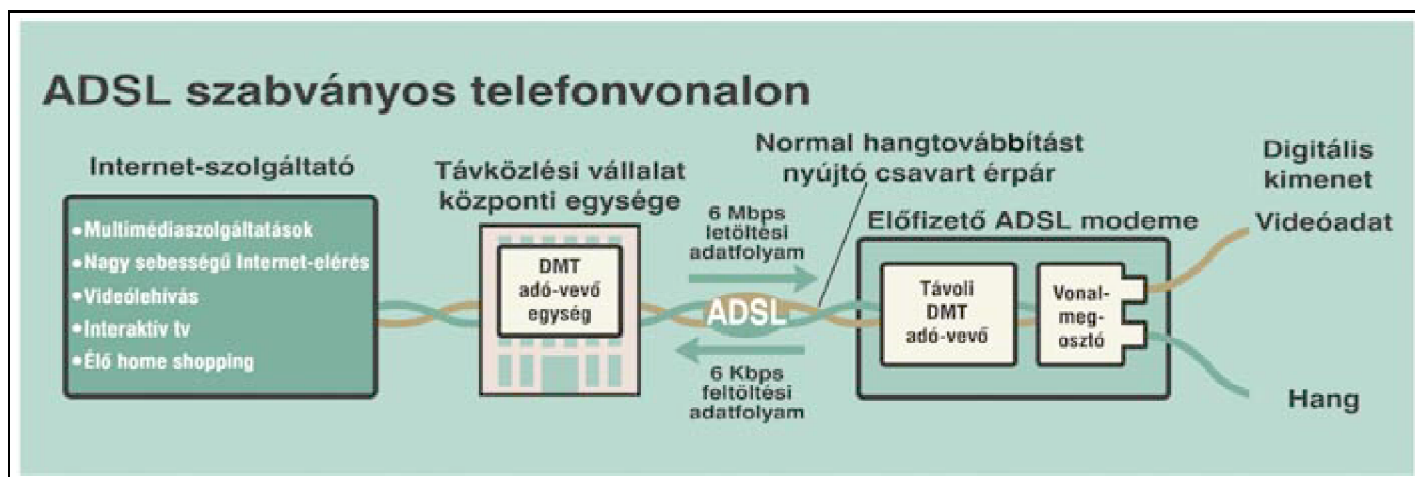 ADSL szabványos telefonvonalon
Internet-szolgáltató
•Multimédiaszolgáltatások
•Nagy sebességű Internet-elérés
•Videólehívás
•Interaktív tv
•Élő home shopping
Távközlési vállalat
központi egysége
DMT
adó-vevő
egység
6 Mbps
letöltési
adatfolyam
ADSL
6 Kbps
feltöltési
adatfolyam
Normal hangtovábbítást
nyújtó csavart érpár
Előfizető ADSL modeme
Távoli
DMT
adó-vevő
Vonal-
meg-
osztó
Digitális
kimenet
Videóadat
Hang